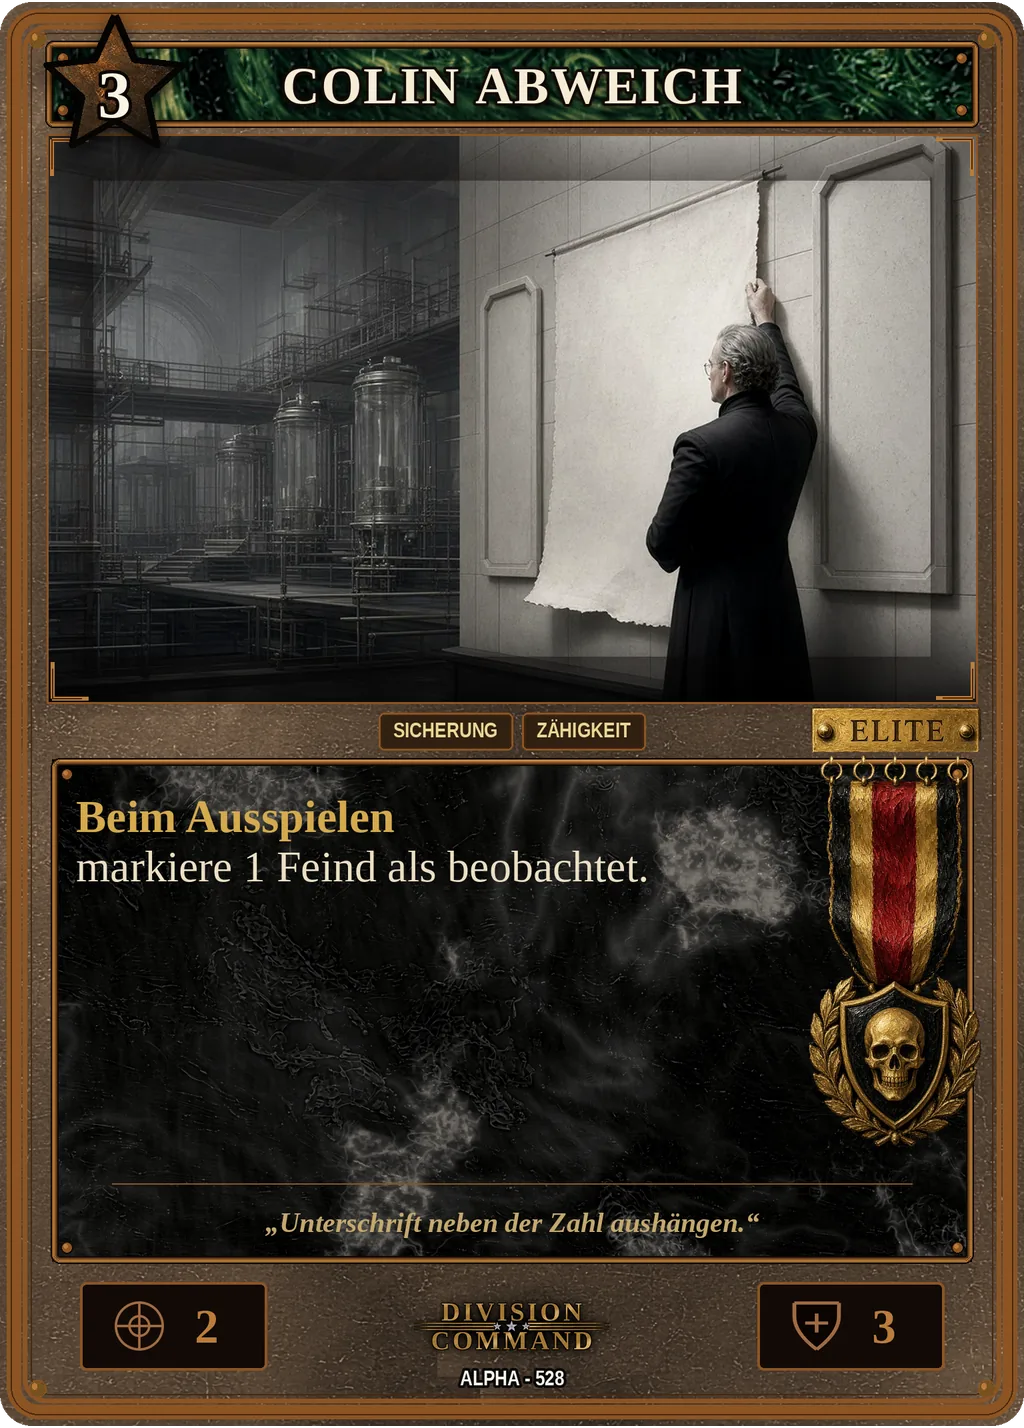 3
COLIN ABWEICH
SICHERUNG ZÄHIGKEIT
ELITE
Beim Ausspielen
markiere 1 Feind als beobachtet.
„Unterschrift neben der Zahl aushängen.“
2
DIVISION
COMMAND
3
ALPHA - 528